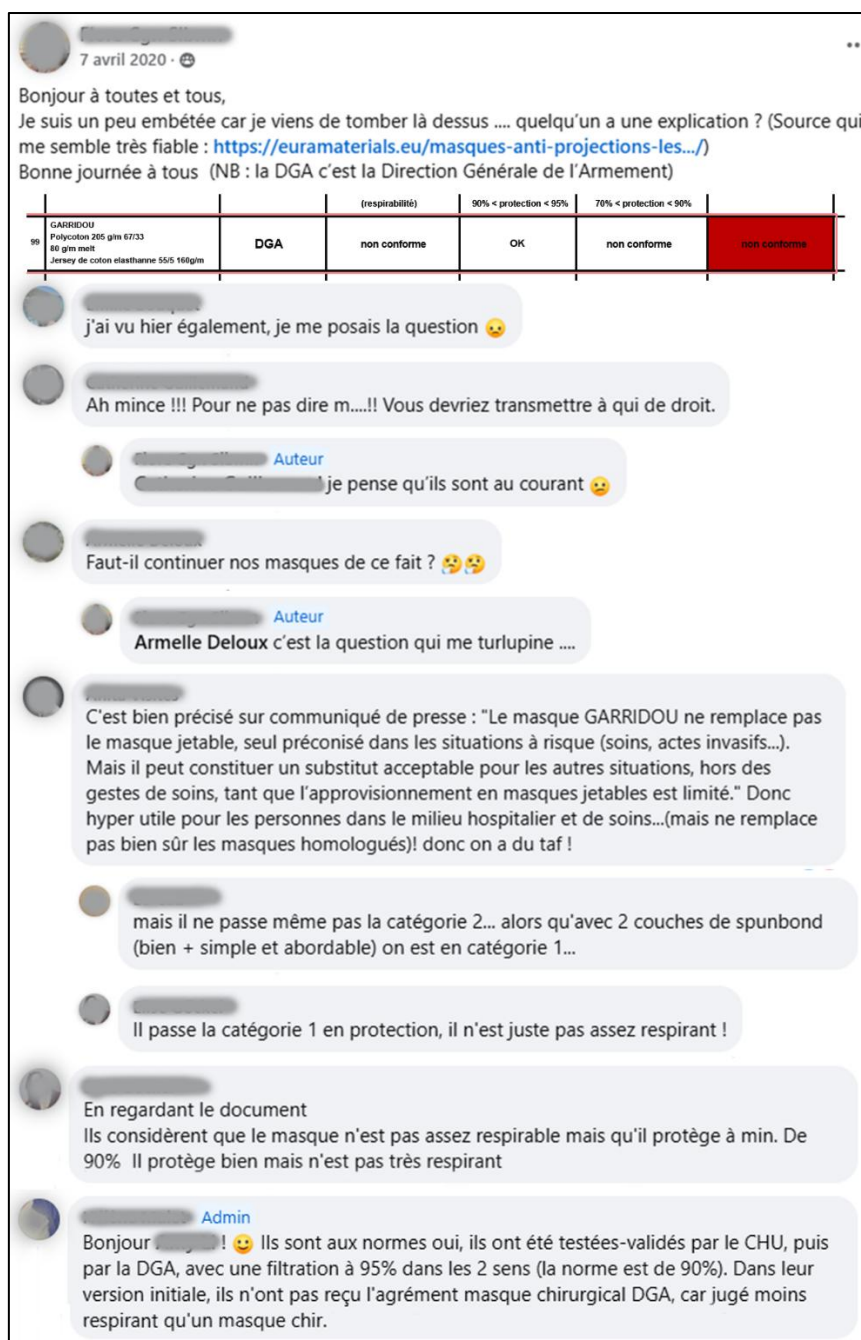 7 avril 2020 ·
Bonjour à toutes et tous,
Je suis un peu embétée car je viens de tomber là dessus .... quelqu'un a une explication ? (Source qui
me semble très fiable : https://euramaterials.eu/masques-anti-projections-les.../)
Bonne journée à tous (NB : la DGA c'est la Direction Générale de l'Armement)
(respirabilité) 90% < protection < 95% 70% < protection < 90%
99 GARRIDOU
Polycoton 205 g/m 67/33
80 g/m melt
Jersey de coton elasthanne 55/5 160g/m
DGA non conforme OK non conforme non conforme
j'ai vu hier également, je me posais la question 😟
Ah mince !!! Pour ne pas dire m....!! Vous devriez transmettre à qui de droit.
Auteur
je pense qu'ils sont au courant 😕
Faut-il continuer nos masques de ce fait ? 🤔🤔
Auteur
Armelle Deloux c'est la question qui me turlupine ....
C'est bien précisé sur communiqué de presse : "Le masque GARRIDOU ne remplace pas
le masque jetable, seul préconisé dans les situations à risque (soins, actes invasifs...).
Mais il peut constituer un substitut acceptable pour les autres situations, hors des
gestes de soins, tant que l'approvisionnement en masques jetables est limité." Donc
hyper utile pour les personnes dans le milieu hospitalier et de soins...(mais ne remplace
pas bien sûr les masques homologués)! donc on a du taf !
mais il ne passe même pas la catégorie 2... alors qu'avec 2 couches de spunbond
(bien + simple et abordable) on est en catégorie 1...
Il passe la catégorie 1 en protection, il n'est juste pas assez respirant !
En regardant le document
Ils considèrent que le masque n'est pas assez respirable mais qu'il protège à min. De
90% Il protège bien mais n'est pas très respirant
Admin
Bonjour ! 🙂 Ils sont aux normes oui, ils ont été testées-validés par le CHU, puis
par la DGA, avec une filtration à 95% dans les 2 sens (la norme est de 90%). Dans leur
version initiale, ils n'ont pas reçu l'agrément masque chirurgical DGA, car jugé moins
respirant qu'un masque chir.